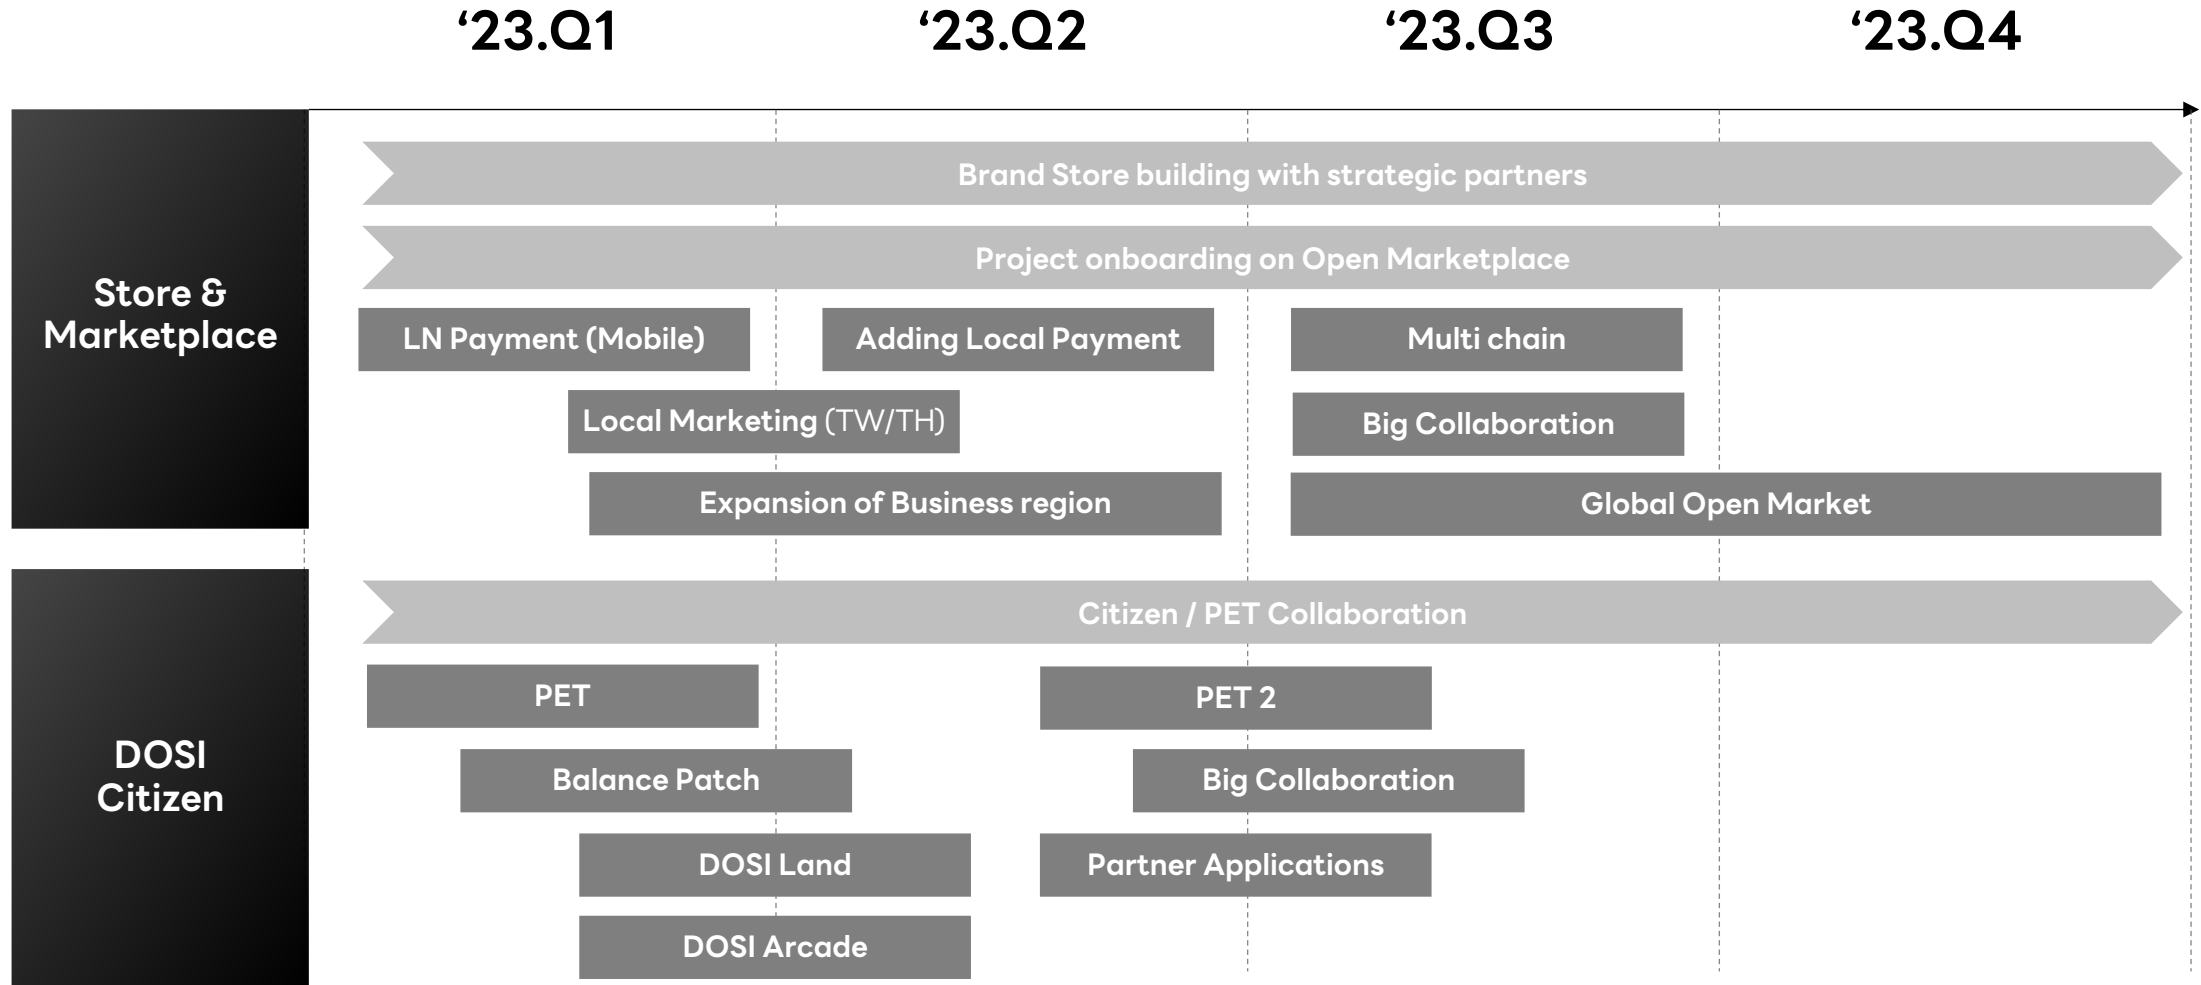 ‘23.Q1
‘23.Q2
‘23.Q3
‘23.Q4
Store &
Marketplace
Brand Store building with strategic partners
Project onboarding on Open Marketplace
LN Payment (Mobile)
Adding Local Payment
Multi chain
Local Marketing (TW/TH)
Big Collaboration
Expansion of Business region
Global Open Market
DOSI
Citizen
Citizen / PET Collaboration
PET
PET 2
Balance Patch
Big Collaboration
DOSI Land
Partner Applications
DOSI Arcade